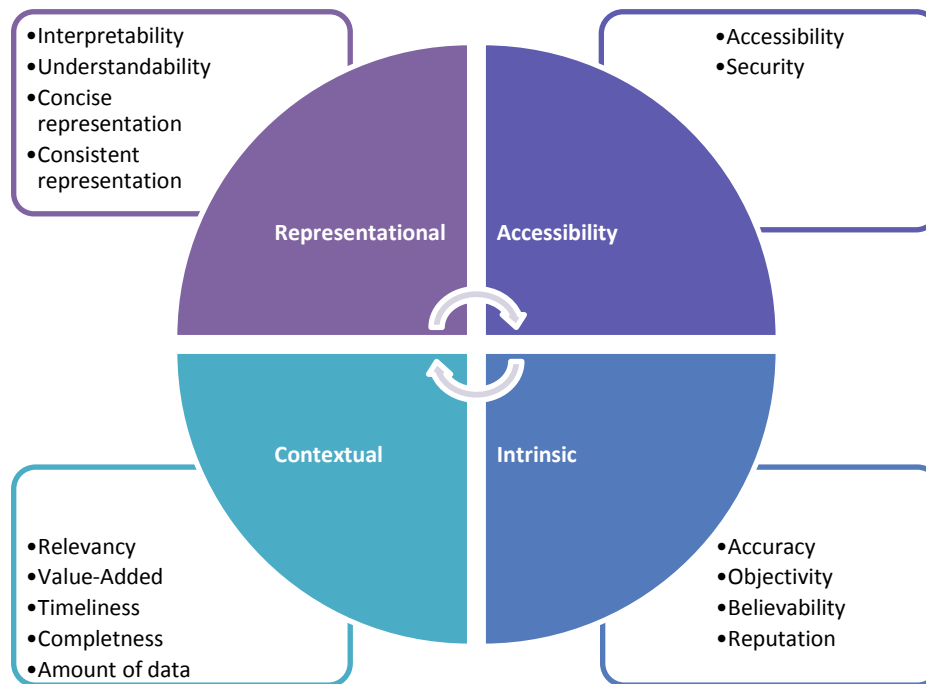 •Interpretability
•Understandability
•Concise
representation
•Consistent
representation
•Accessibility
•Security
Representational
Accessibility
Contextual
Intrinsic
•Relevancy
•Value-Added
•Timeliness
•Completness
•Amount of data
•Accuracy
•Objectivity
•Believability
•Reputation